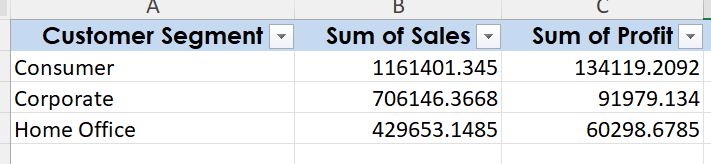 A B C
Customer Segment Sum of Sales Sum of Profit
Consumer 1161401.345 134119.2092
Corporate 706146.3668 91979.134
Home Office 429653.1485 60298.6785